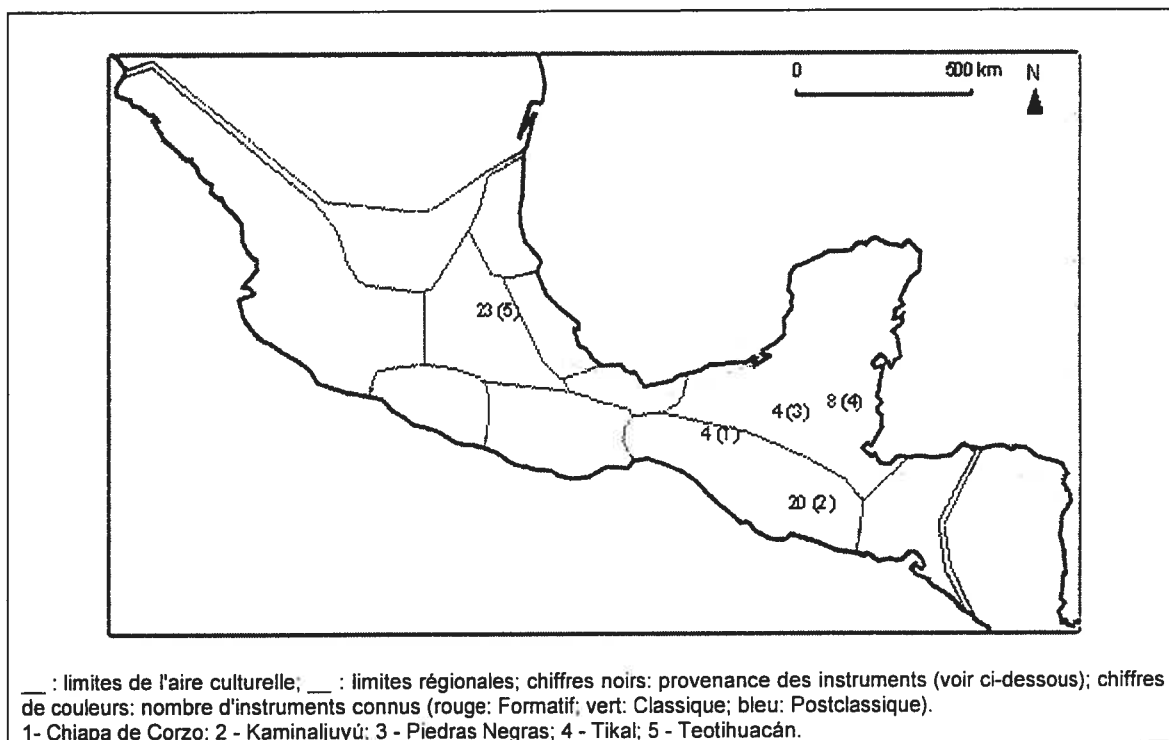 0 500 km N
23 (5)
4 (3) 8 (4)
4 (1)
20 (2)
__ : limites de l'aire culturelle; __ : limites régionales; chiffres noirs: provenance des instruments (voir ci-dessous); chiffres
de couleurs: nombre d'instruments connus (rouge: Formatif; vert: Classique; bleu: Postclassique).
1- Chiapa de Corzo; 2 - Kaminaljuyú; 3 - Piedras Negras; 4 - Tikal; 5 - Teotihuacán.